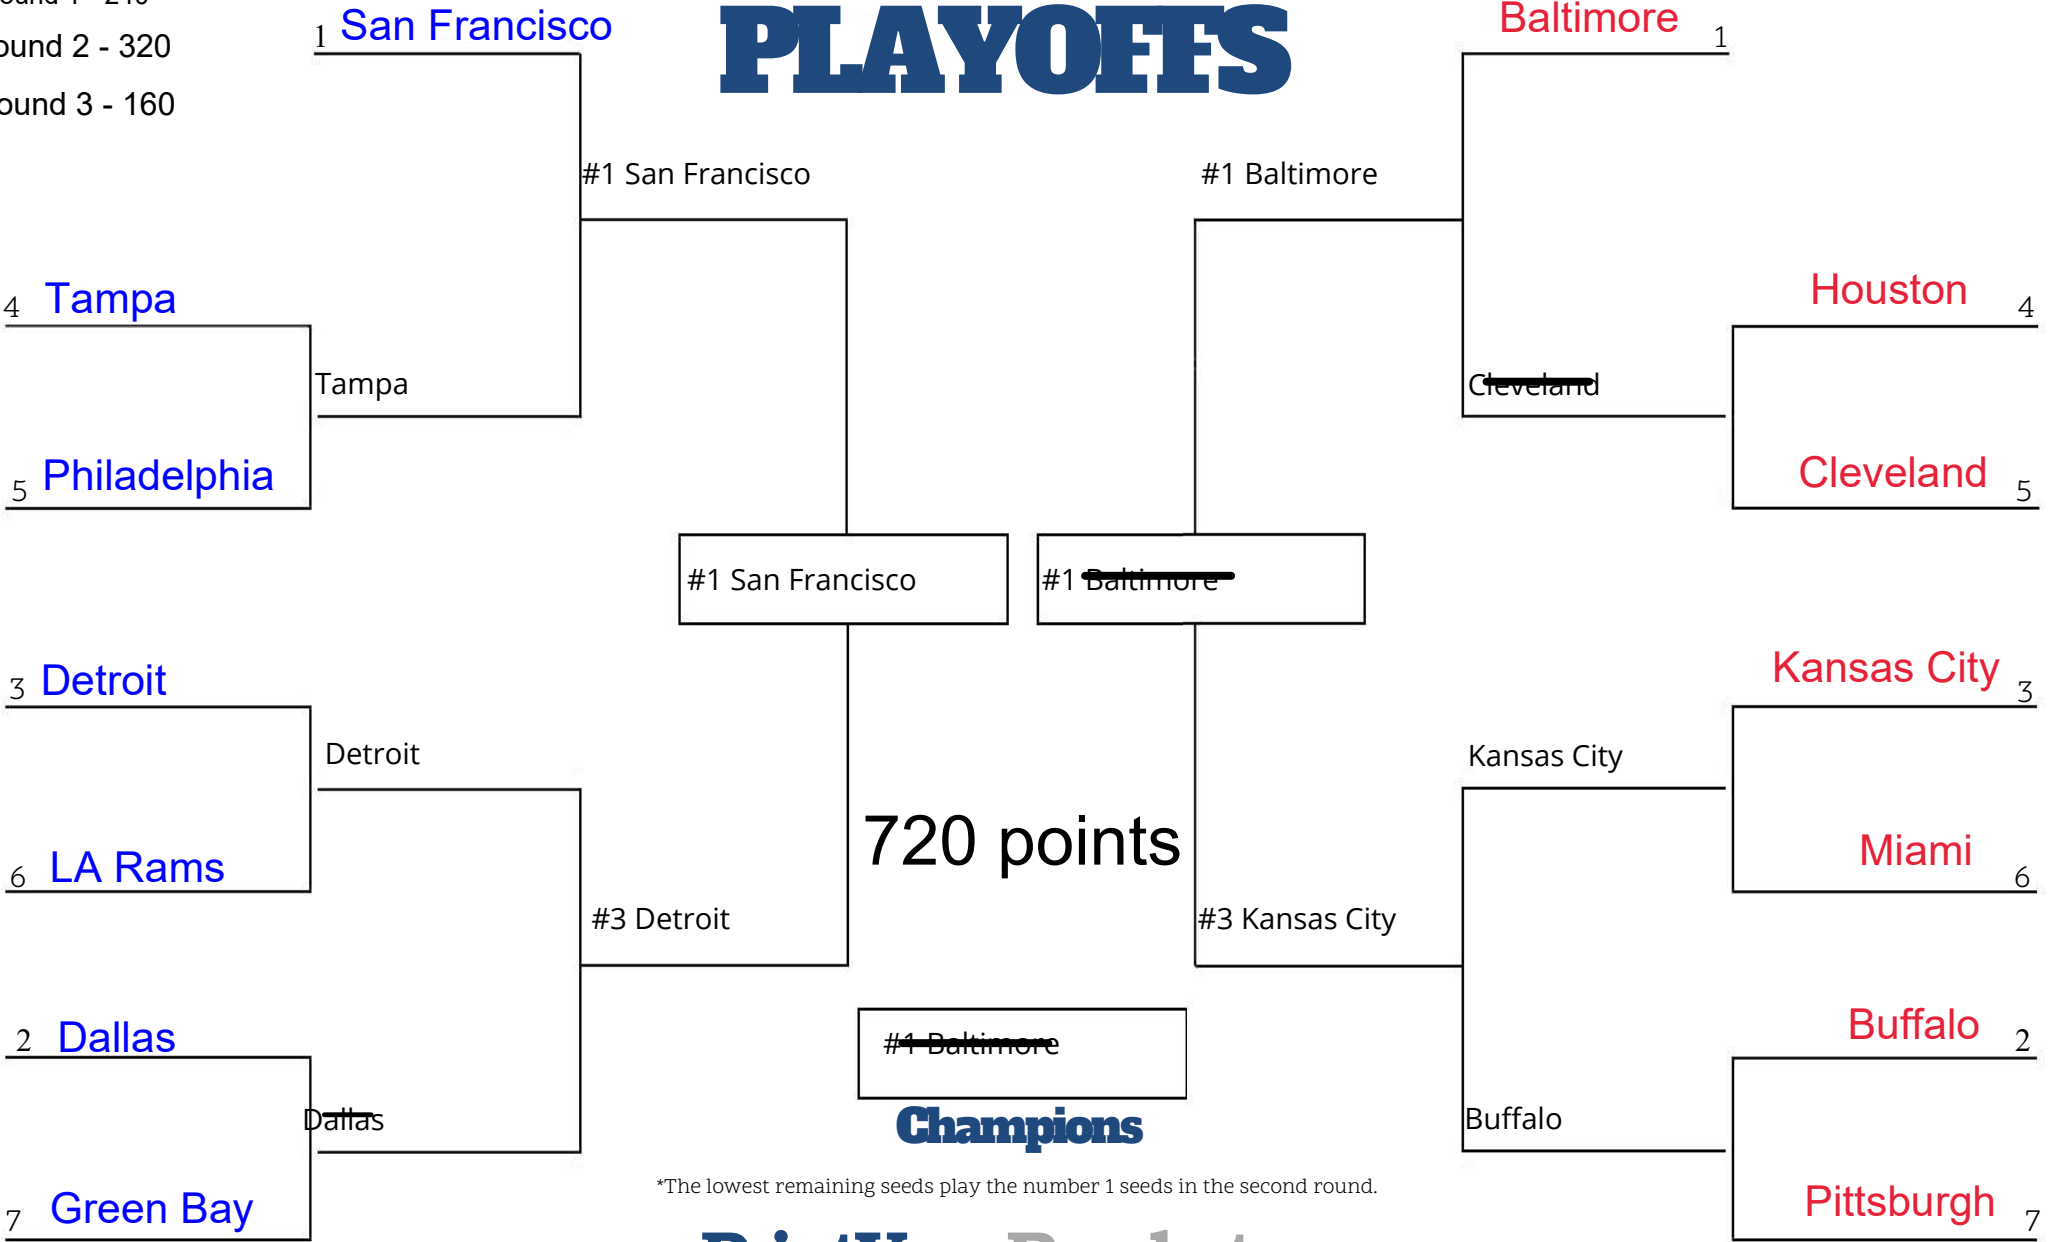 ound 1 - 240
ound 2 - 320
ound 3 - 160
PLAYOFFS
1 San Francisco
Baltimore 1
#1 San Francisco
#1 Baltimore
4 Tampa
Houston 4
Tampa
Cleveland
5 Philadelphia
Cleveland 5
#1 San Francisco
#1 Baltimore
3 Detroit
Kansas City 3
Detroit
Kansas City
720 points
6 LA Rams
Miami 6
#3 Detroit
#3 Kansas City
2 Dallas
Buffalo 2
#1 Baltimore
Dallas
Champions
Buffalo
*The lowest remaining seeds play the number 1 seeds in the second round.
7 Green Bay
Pittsburgh 7